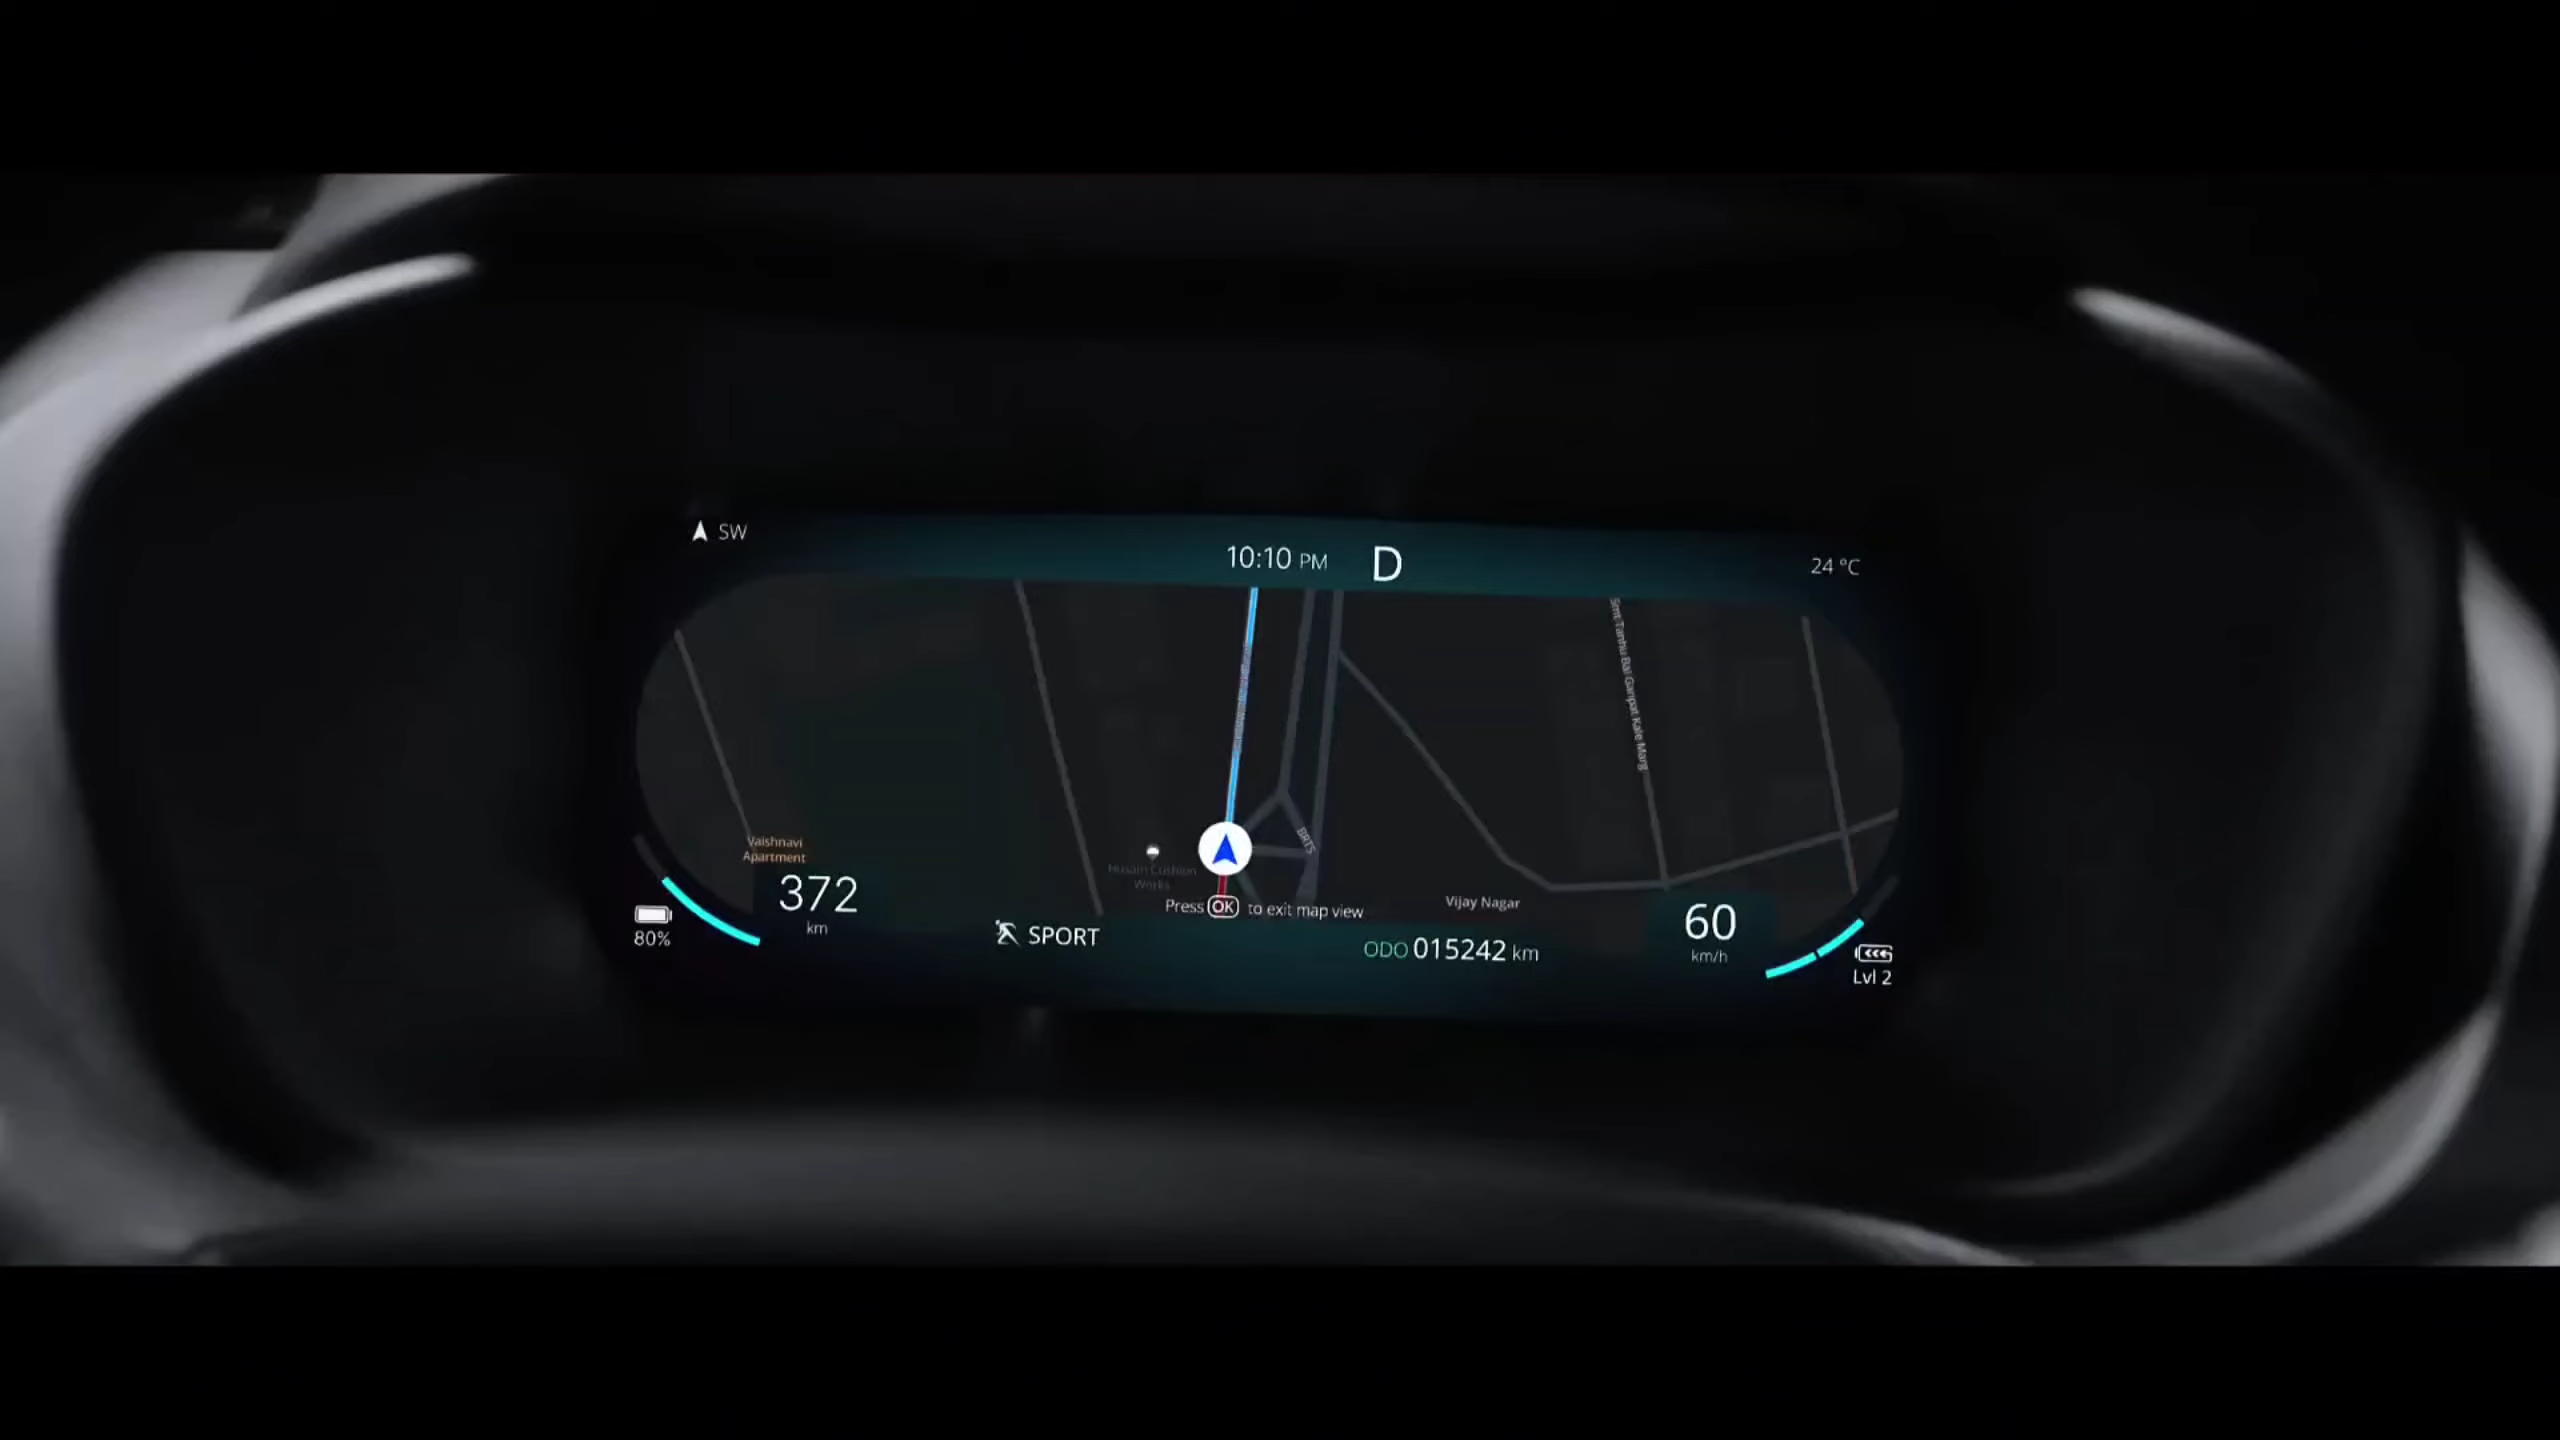 SW
10:10 PM
D
24 °C
Smt Tanhu Bai Ganpat Kale Marg
BRTS
Vaishnavi
Apartment
Husain Cushion
Works
372
km
80%
SPORT
Press OK to exit map view
Vijay Nagar
ODO 015242 km
60
km/h
Lvl 2